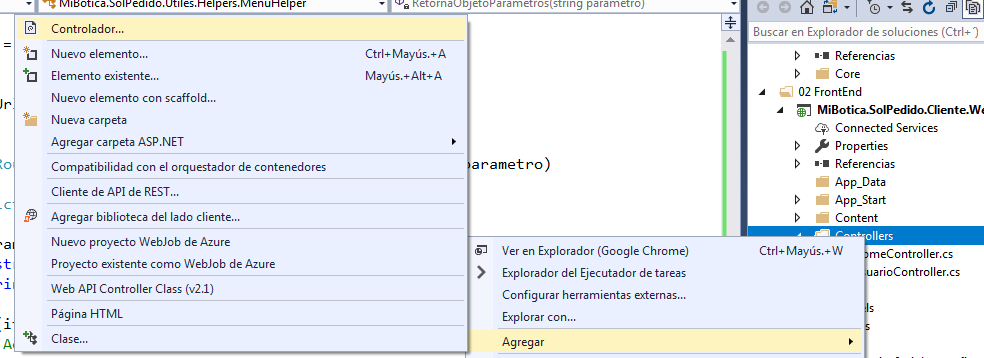 MiBotica.SolPedido.Utiles.Helpers.MenuHelper
RetornaObjetoParametros(string parametro)
Controlador...
Nuevo elemento... Ctrl+Mayús.+A
Elemento existente... Mayús.+Alt+A
Nuevo elemento con scaffold...
Nueva carpeta
Agregar carpeta ASP.NET
Compatibilidad con el orquestador de contenedores
Cliente de API de REST...
Agregar biblioteca del lado cliente...
Nuevo proyecto WebJob de Azure
Proyecto existente como WebJob de Azure
Web API Controller Class (v2.1)
Página HTML
Clase...
parametro)
Ver en Explorador (Google Chrome) Ctrl+Mayús.+W
Explorador del Ejecutador de tareas
Configurar herramientas externas...
Explorar con...
Agregar
Buscar en Explorador de soluciones (Ctrl+´)
Referencias
Core
02 FrontEnd
MiBotica.SolPedido.Cliente.We
Connected Services
Properties
Referencias
App_Data
App_Start
Content
Controllers
omeController.cs
suarioController.cs